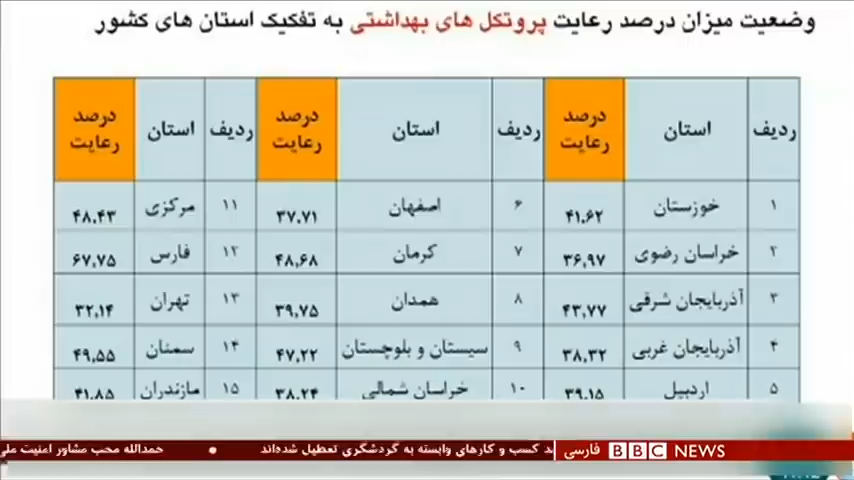 وضعیت میزان درصد رعایت پروتکل های بهداشتی به تفکیک استان های کشور
ردیف استان درصد رعایت ردیف استان درصد رعایت ردیف استان درصد رعایت
۱ خوزستان ۴۱,۶۲ ۶ اصفهان ۳۷,۷۱ ۱۱ مرکزی ۴۸,۴۳
۲ خراسان رضوی ۳۶,۹۷ ۷ کرمان ۴۸,۶۸ ۱۲ فارس ۶۷,۷۵
۳ آذربایجان شرقی ۴۳,۷۷ ۸ همدان ۳۹,۷۵ ۱۳ تهران ۳۲,۱۴
۴ آذربایجان غربی ۳۸,۳۲ ۹ سیستان و بلوچستان ۴۷,۲۲ ۱۴ سمنان ۴۹,۵۵
۵ اردبیل ۳۹,۱۵ ۱۰ خراسان شمالی ۳۸,۲۴ ۱۵ مازندران ۴۱,۸۵
BBC NEWS فارسی
کسب و کارهای وابسته به گردشگری تعطیل شده‌اند • حمدالله محب مشاور امنیت ملی